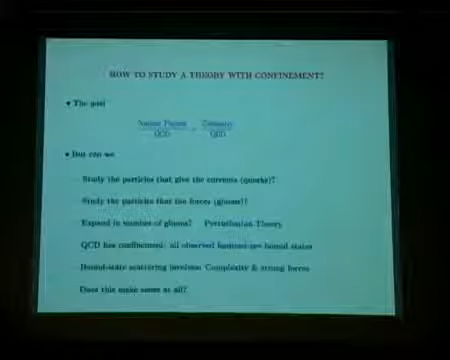 HOW TO STUDY A THEORY WITH CONFINEMENT?
• The goal
Nuclear Physics Chemistry
QCD QED
• But can we
Study the particles that give the currents (quarks)?
Study the particles that the forces (gluons)?
Expand in number of gluons? Perturbation Theory
QCD has confinement: all observed hadrons are bound states
Bound-state scattering involves: Complexity & strong forces
Does this make sense at all?